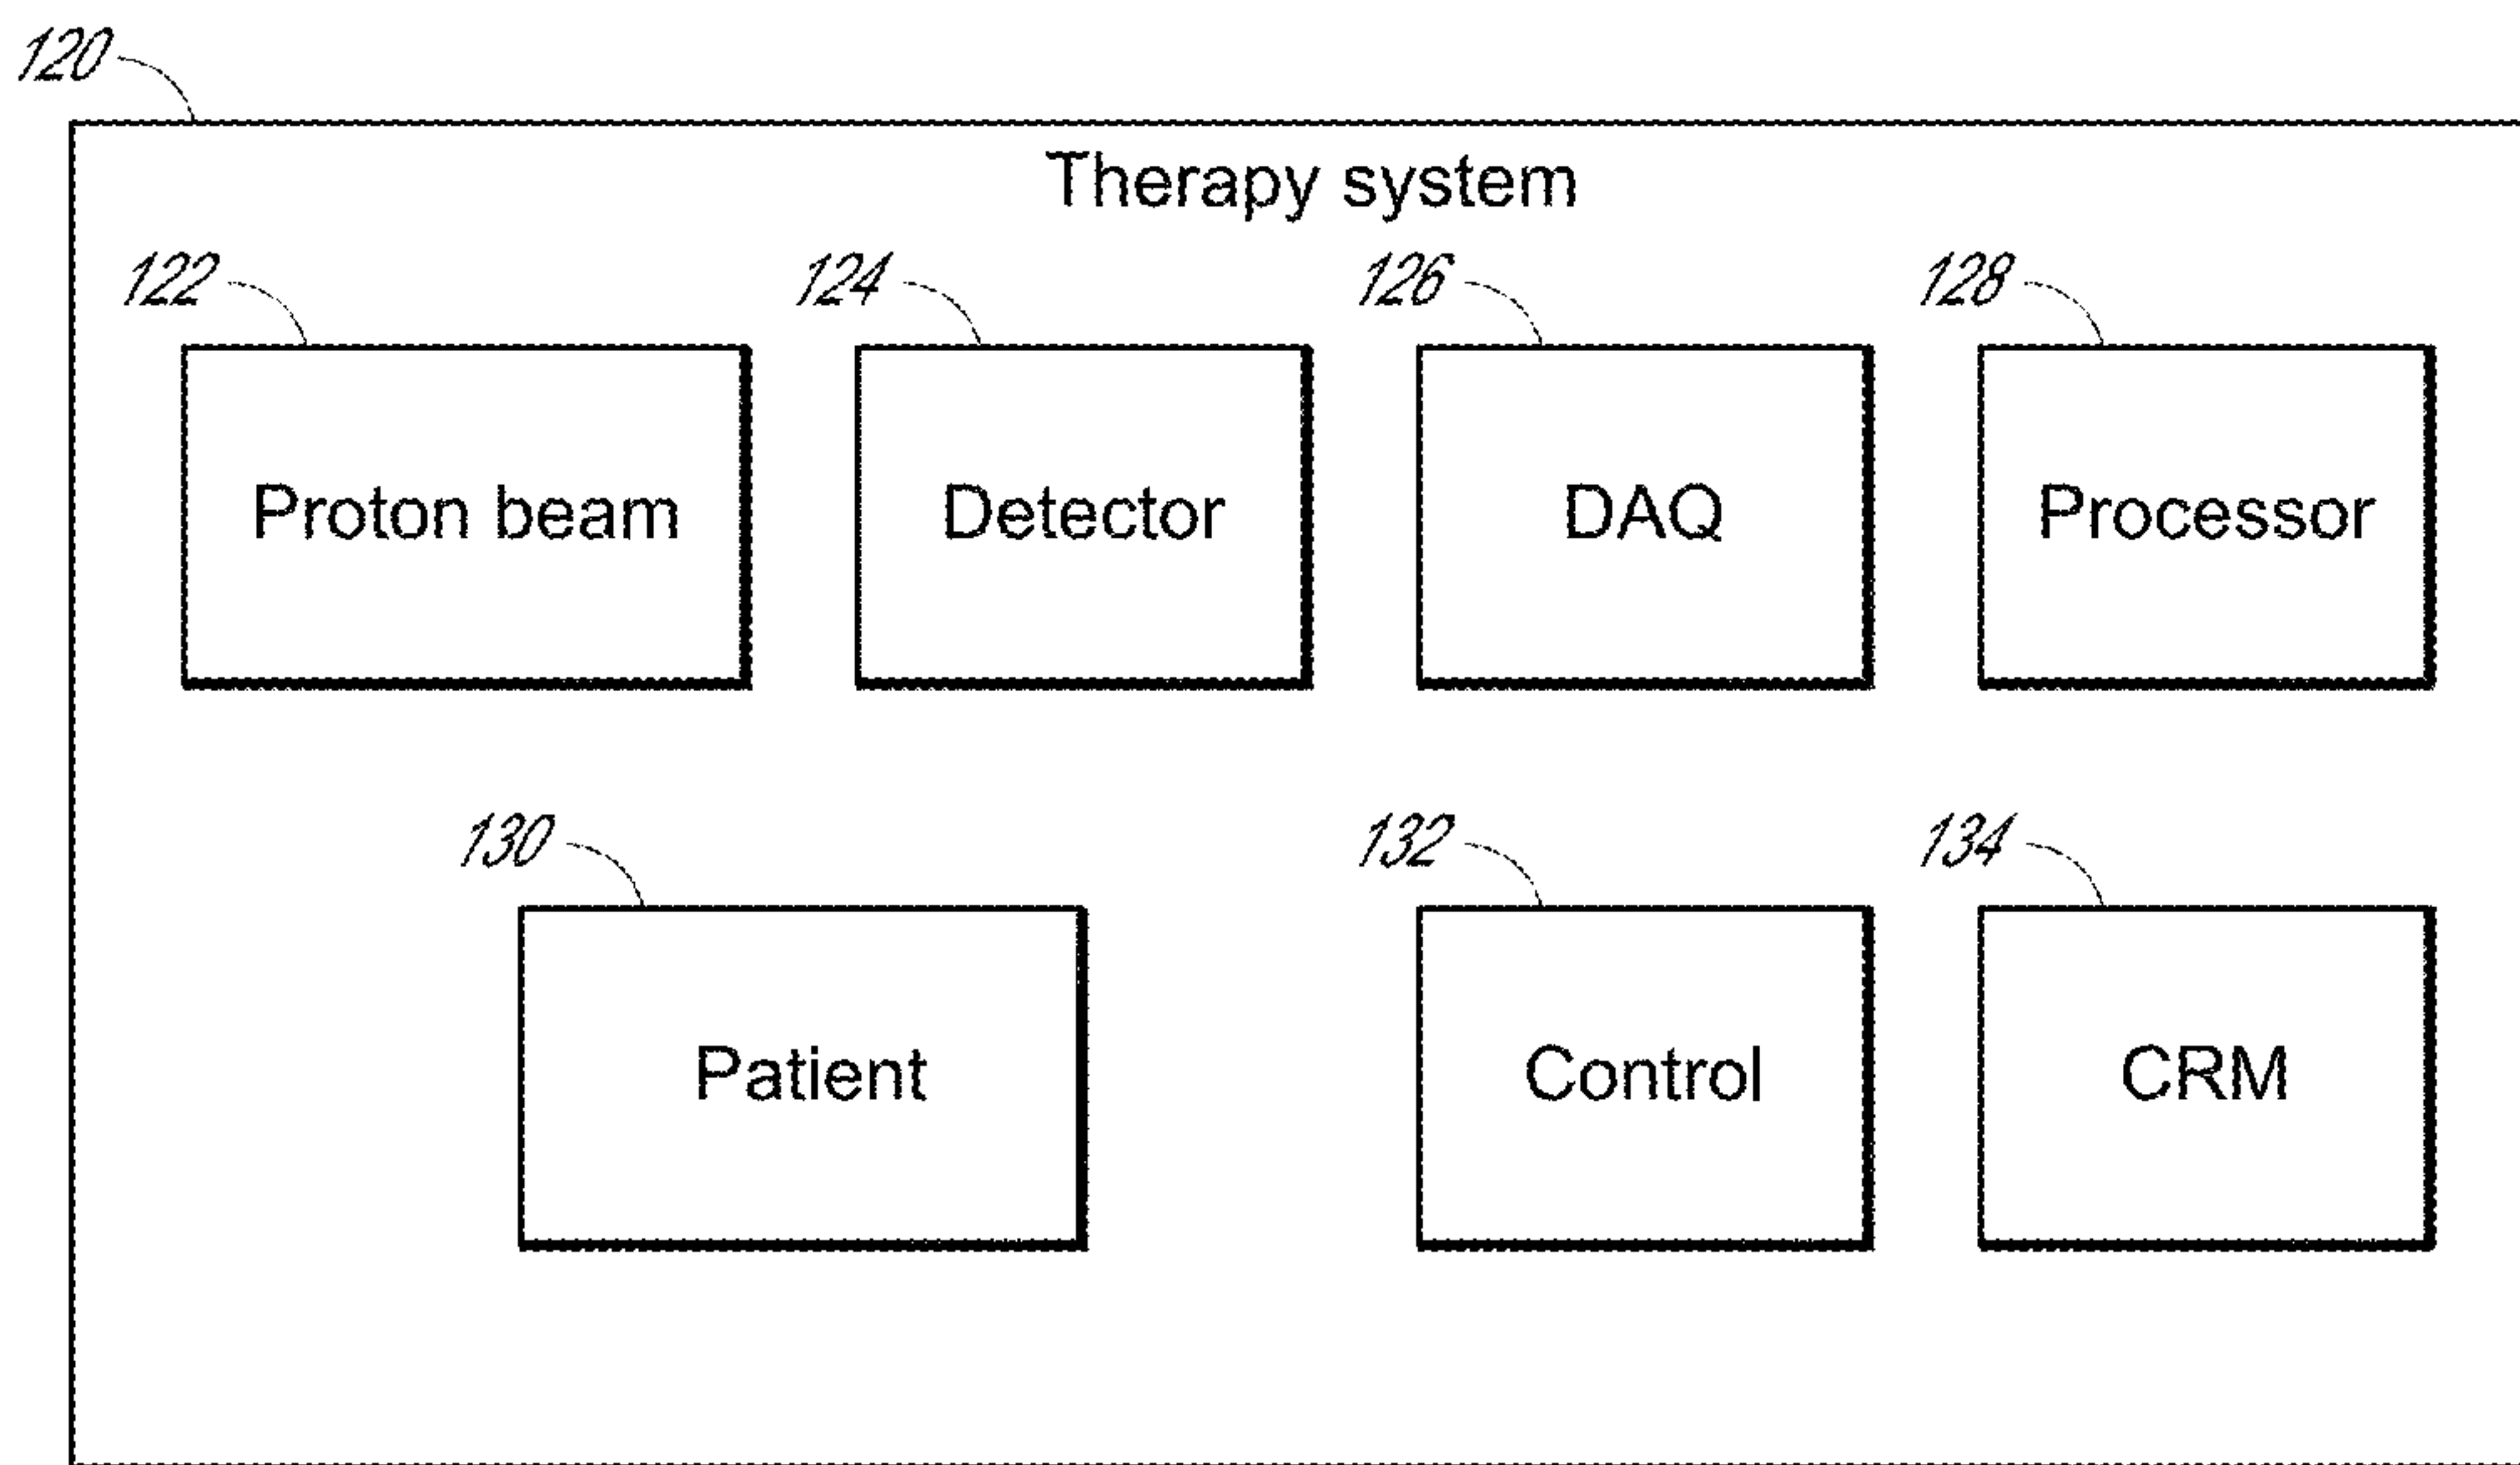 120
Therapy system
122 124 126 128
Proton beam Detector DAQ Processor
130 132 134
Patient Control CRM